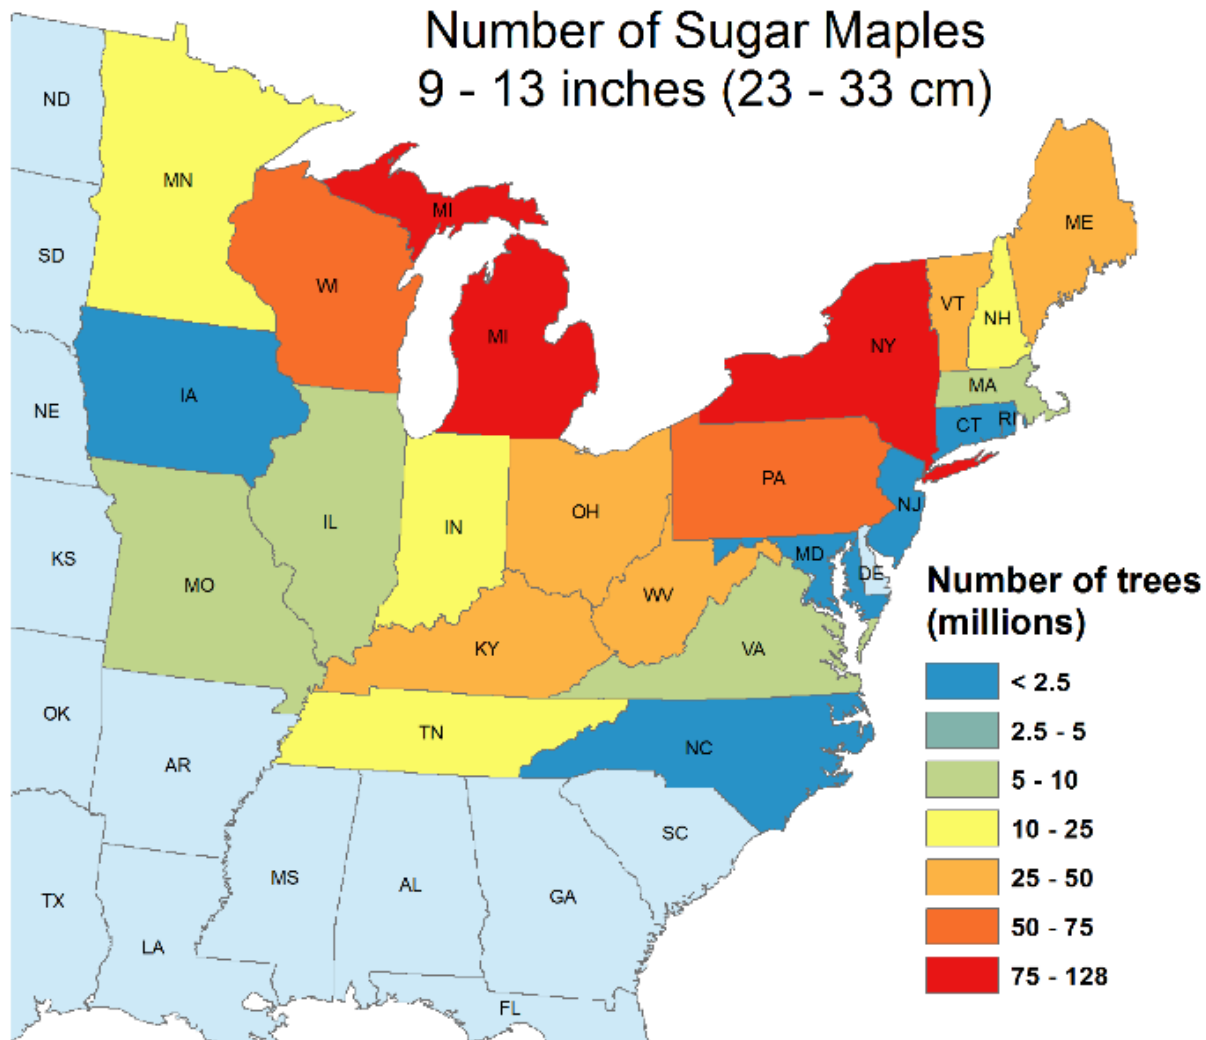 Number of Sugar Maples
9 - 13 inches (23 - 33 cm)
ND
MN
SD
WI
MI
MI
ME
VT
NH
NY
MA
CT
RI
IA
NE
PA
NJ
IL
IN
OH
KS
MO
MD
DE
WV
KY
VA
OK
TN
NC
AR
SC
MS
AL
GA
TX
LA
FL
Number of trees
(millions)
< 2.5
2.5 - 5
5 - 10
10 - 25
25 - 50
50 - 75
75 - 128